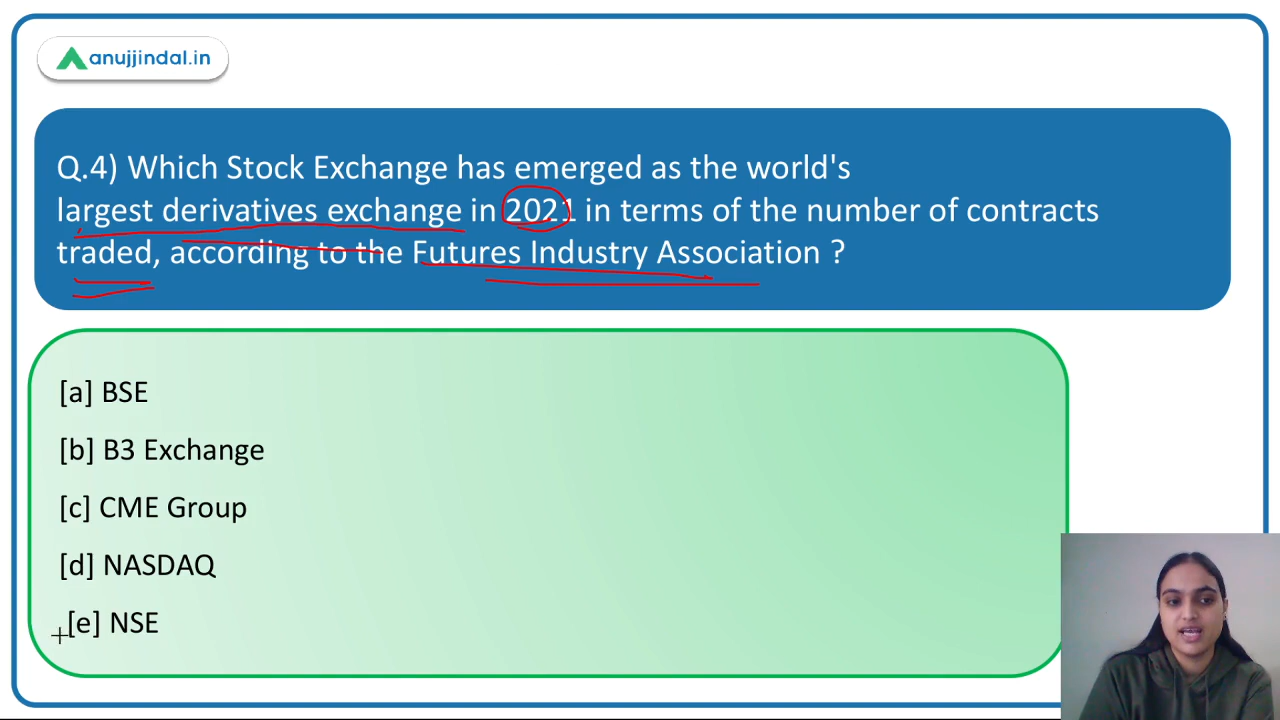 anujjindal.in
Q.4) Which Stock Exchange has emerged as the world's
largest derivatives exchange in 2021 in terms of the number of contracts
traded, according to the Futures Industry Association ?
[a] BSE
[b] B3 Exchange
[c] CME Group
[d] NASDAQ
[e] NSE